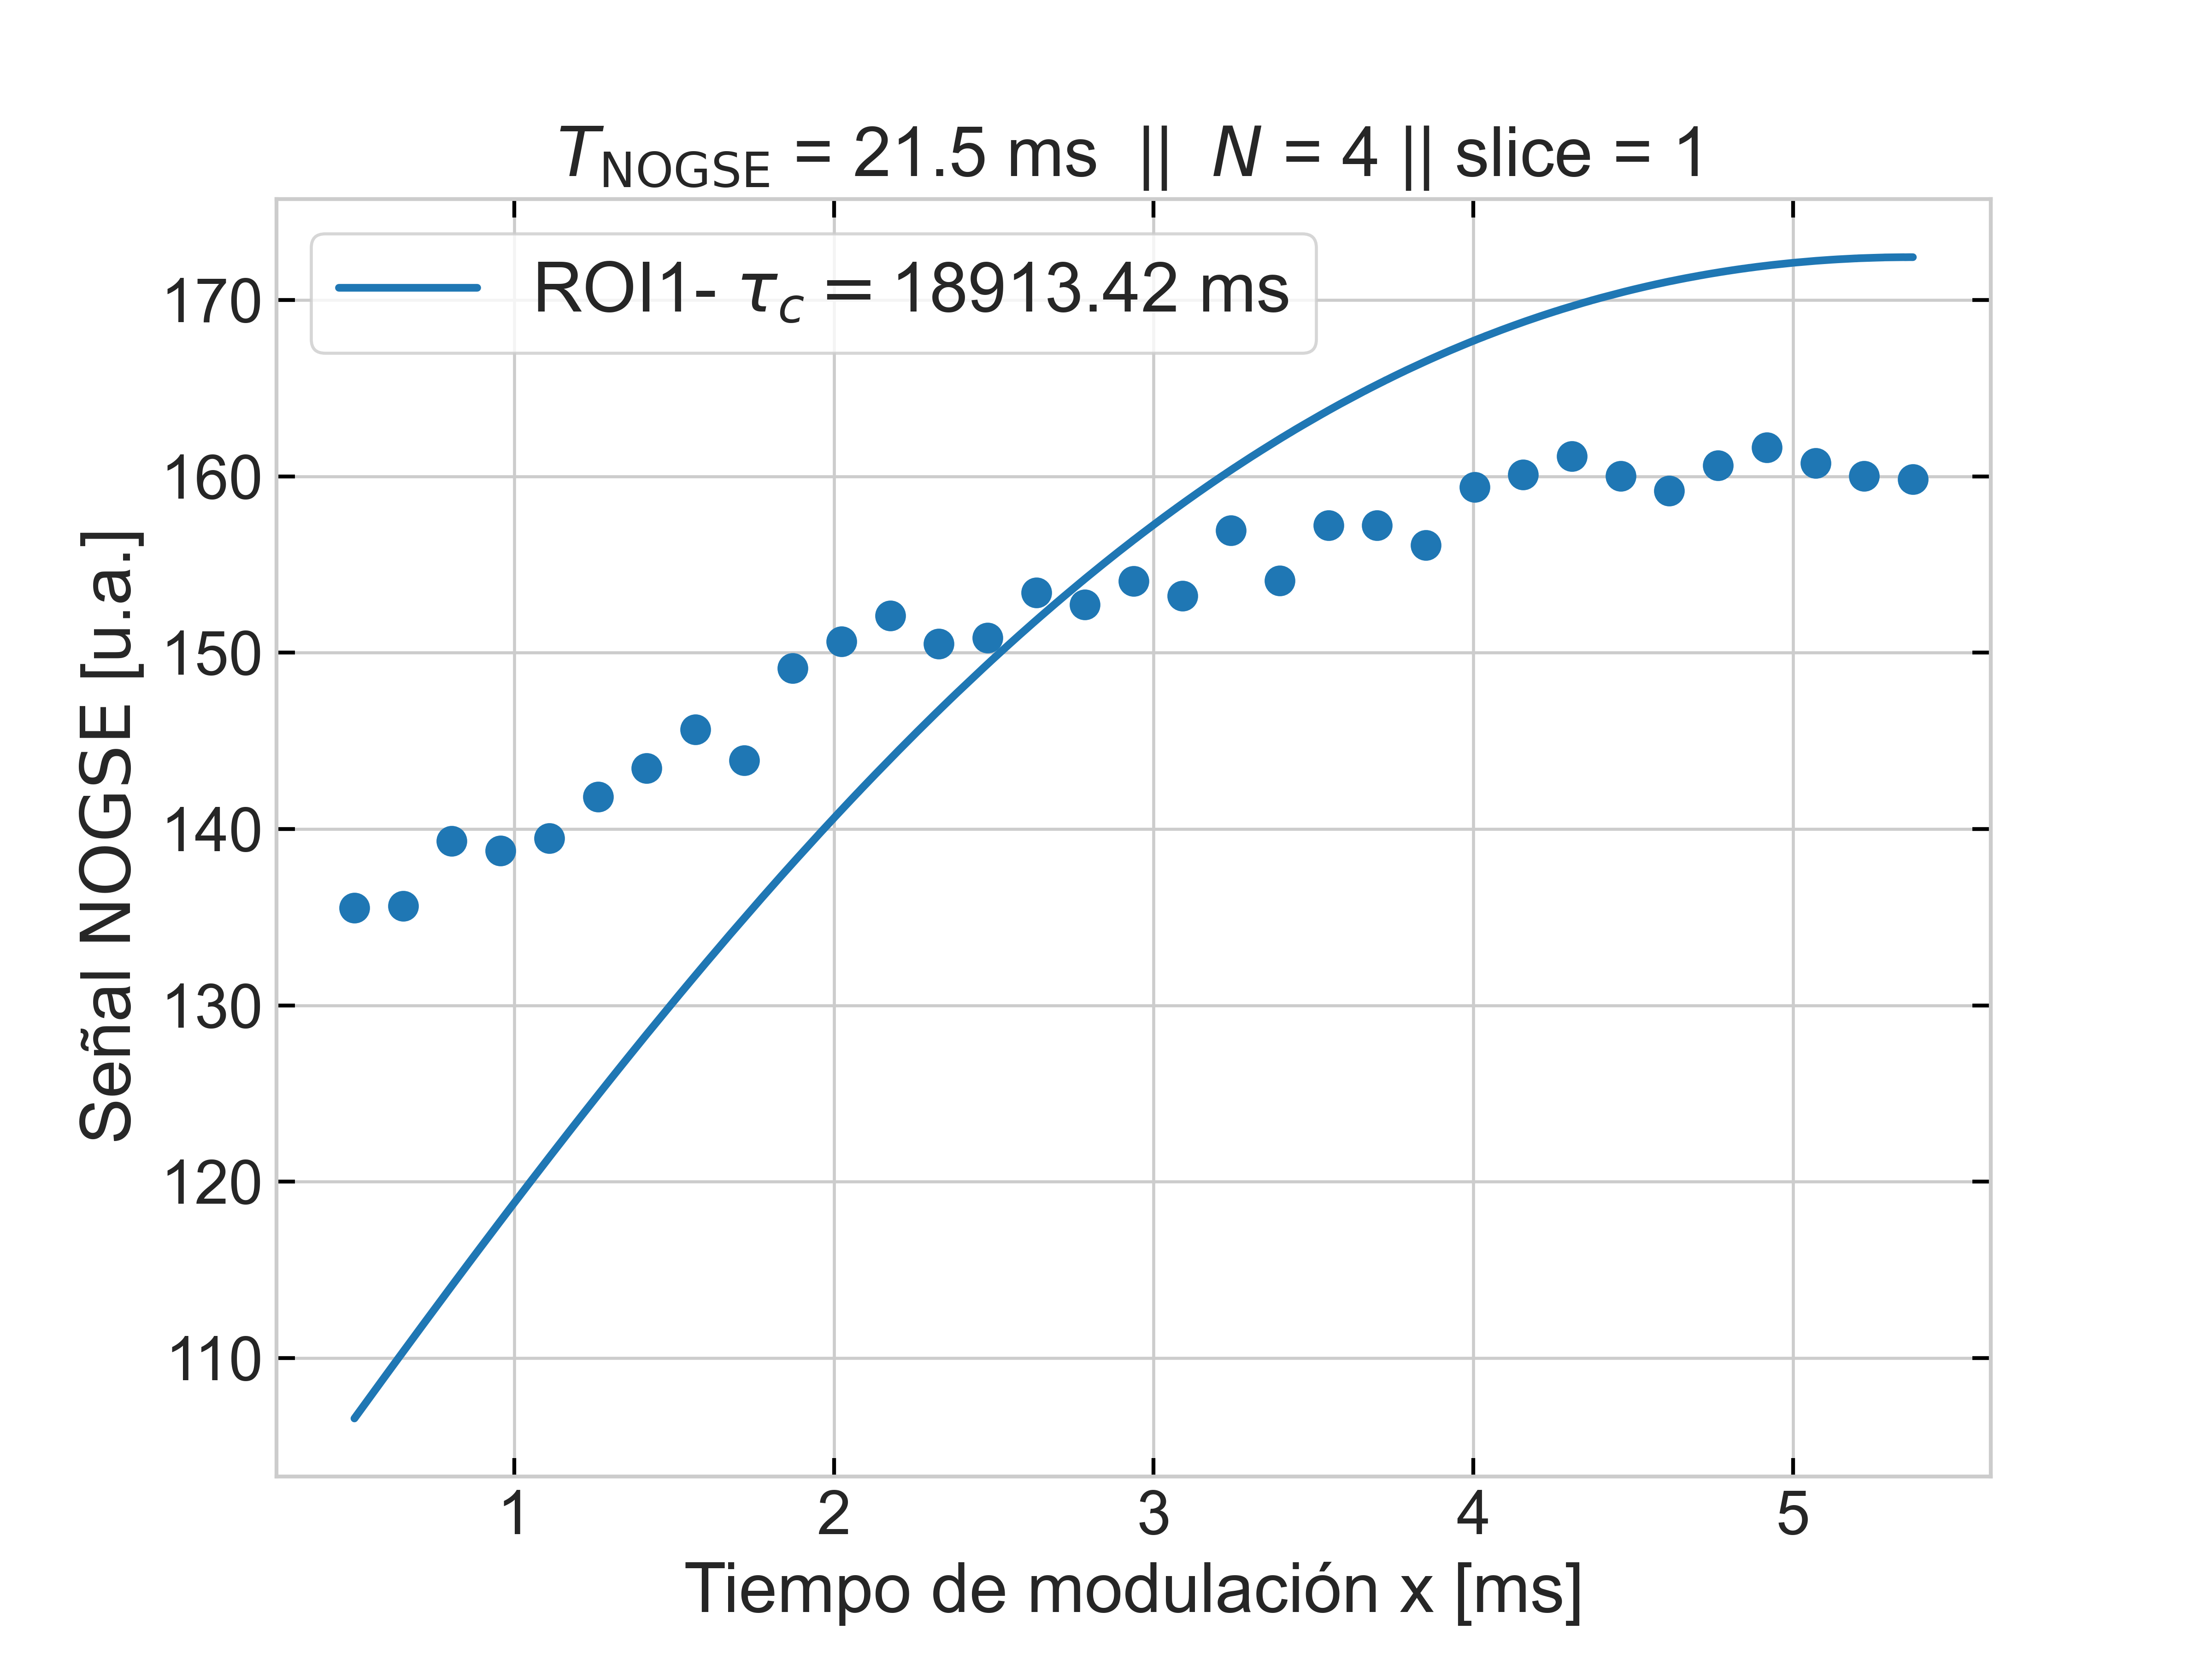 T_NOGSE = 21.5 ms || N = 4 || slice = 1
ROI1- τ_c = 18913.42 ms
Señal NOGSE [u.a.]
170
160
150
140
130
120
110
1 2 3 4 5
Tiempo de modulación x [ms]